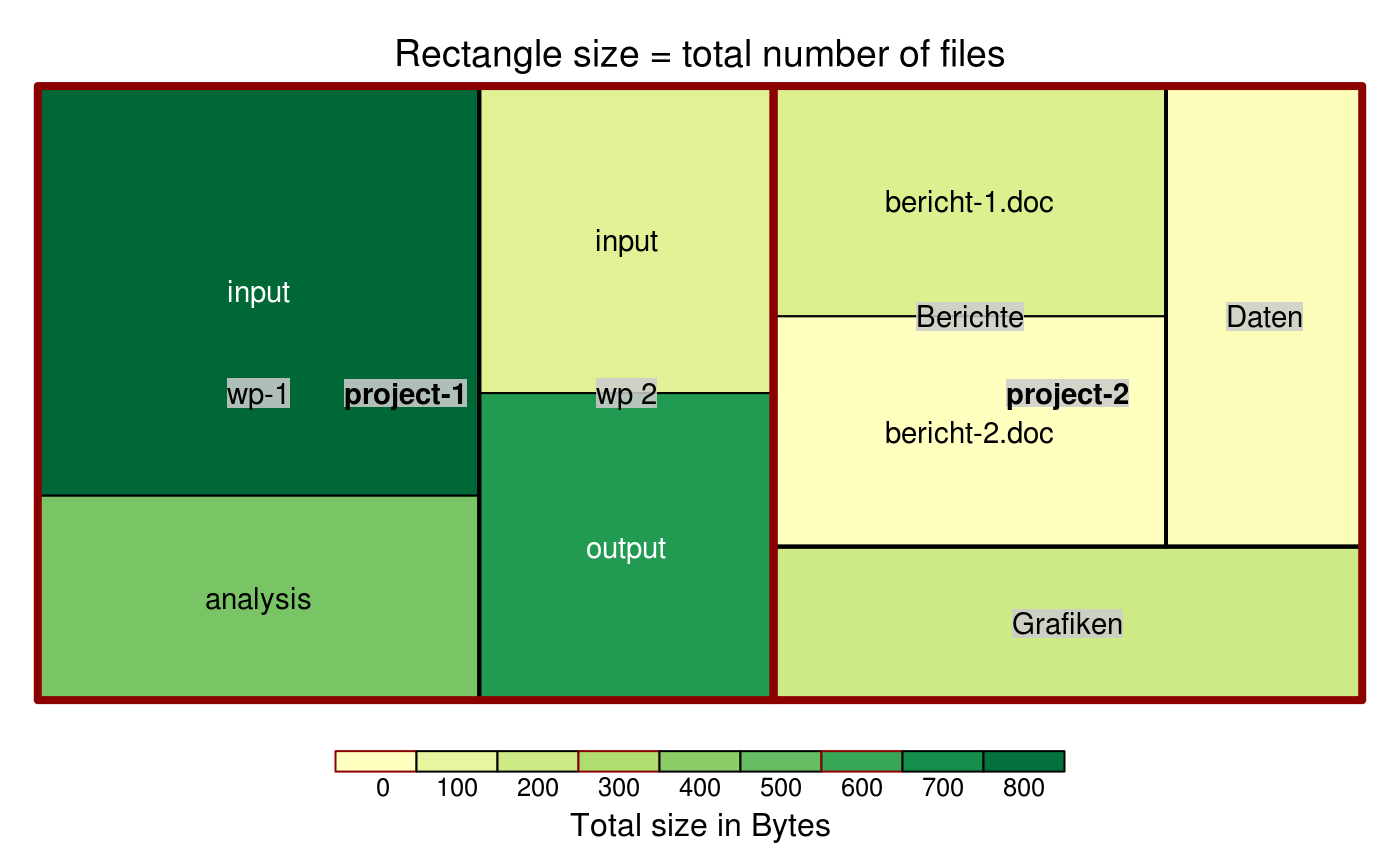 Rectangle size = total number of files
input
wp-1
project-1
analysis
input
wp 2
output
bericht-1.doc
Berichte
Daten
project-2
bericht-2.doc
Grafiken
0 100 200 300 400 500 600 700 800
Total size in Bytes